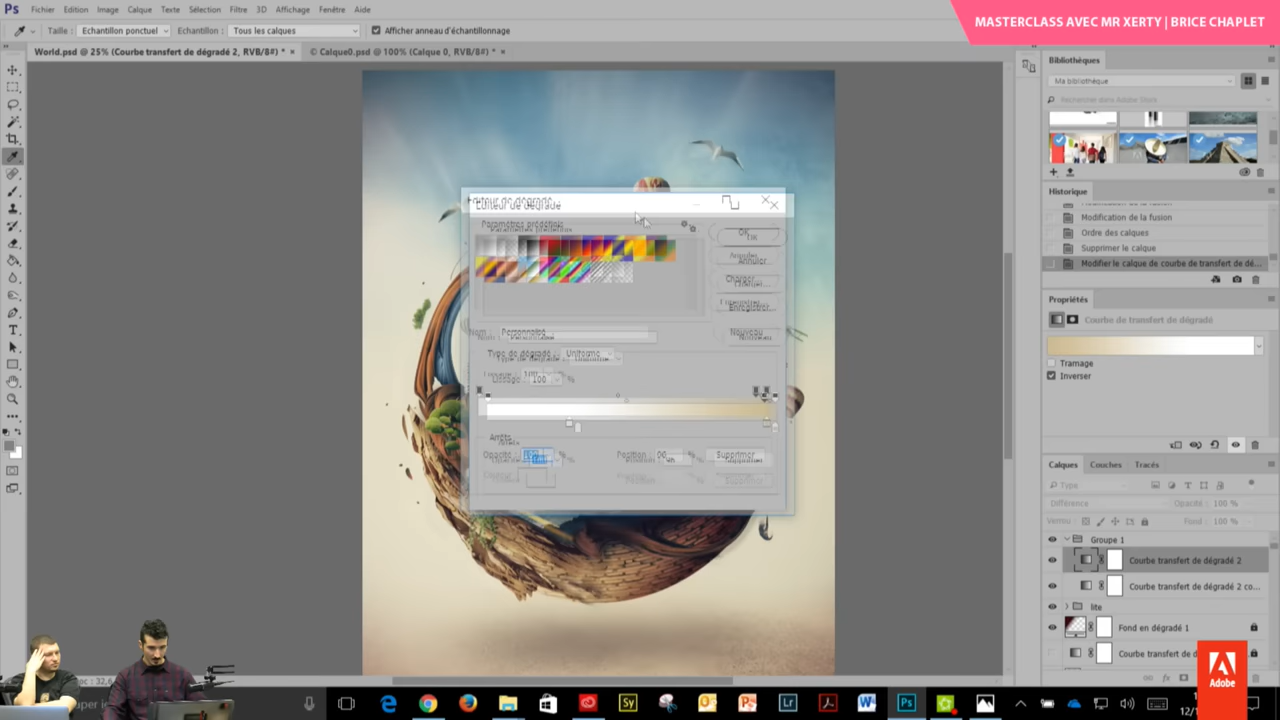 Ps Fichier Edition Image Calque Texte Sélection Filtre 3D Affichage Fenêtre Aide
MASTERCLASS AVEC MR XERTY | BRICE CHAPLET
Taille : Echantillon ponctuel Echantillon : Tous les calques Afficher anneau d'échantillonnage
World.psd @ 25% (Courbe transfert de dégradé 2, RVB/8#) * × © Calque0.psd @ 100% (Calque 0, RVB/8#) * ×
Bibliothèques
Ma bibliothèque
Rechercher dans Adobe Stock
Historique
Modification de la fusion
Ordre des calques
Supprimer le calque
Modifier le calque de courbe de transfert de dé...
Editeur de dégradé
Paramètres prédéfinis
OK
Annuler
Charger...
Enregistrer...
Nom : Personnalisé Nouveau
Type de dégradé : Uniforme
Lissage : 100 %
Arrêts
Opacité : % Position : % Supprimer
Propriétés
Courbe de transfert de dégradé
Tramage
Inverser
Calques Couches Tracés
Type
Différence Opacité : 100 %
Verrou : Fond : 100 %
Groupe 1
Courbe transfert de dégradé 2
Courbe transfert de dégradé 2 co...
lite
Fond en dégradé 1
Courbe transfert de
Adobe